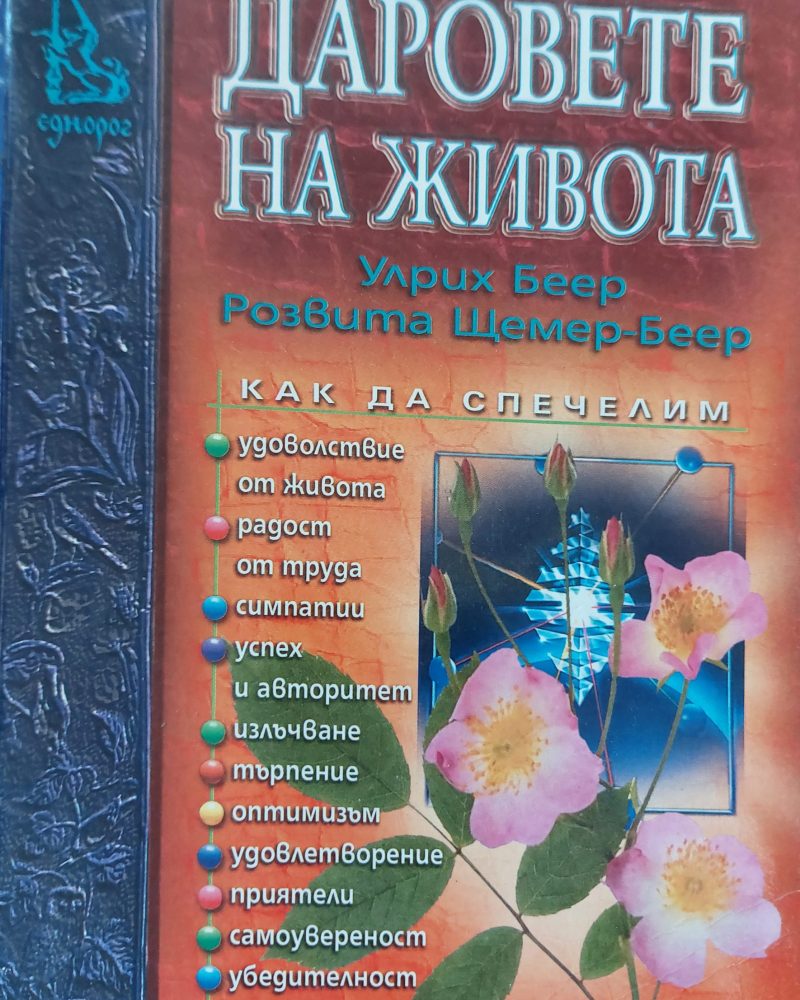 еднорог
ДАРОВЕТЕ
НА ЖИВОТА
Улрих Беер
Розвита Щемер-Беер
КАК ДА СПЕЧЕЛИМ
удоволствие
от живота
радост
от труда
симпатии
успех
и авторитет
излъчване
търпение
оптимизъм
удовлетворение
приятели
самоувереност
убедителност